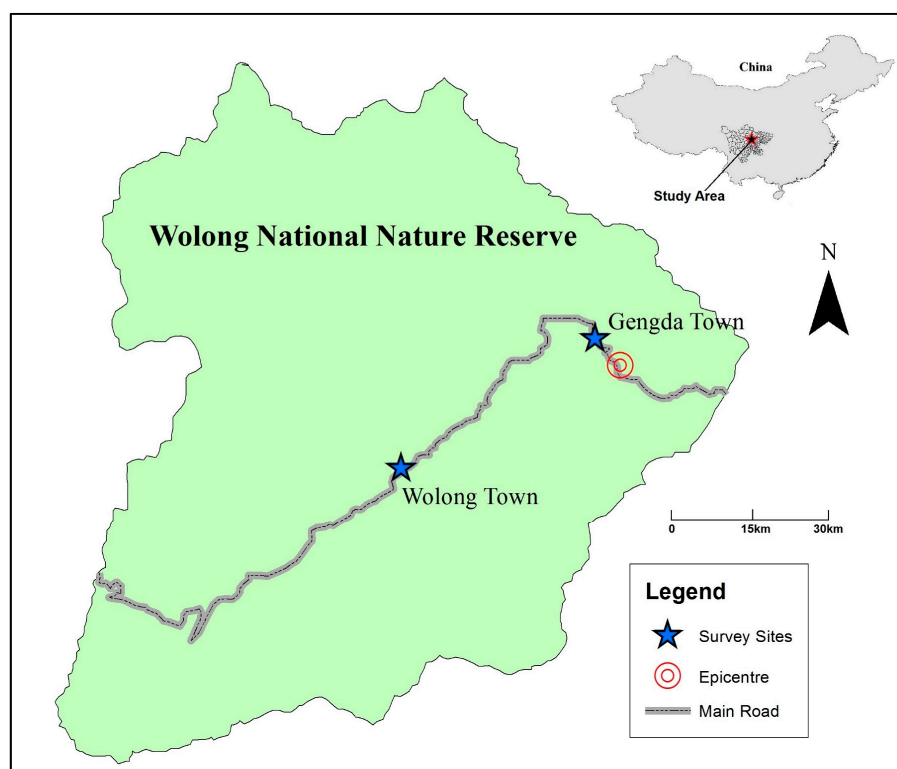 China
Study Area
Wolong National Nature Reserve
N
Gengda Town
Wolong Town
0 15km 30km
Legend
Survey Sites
Epicentre
Main Road